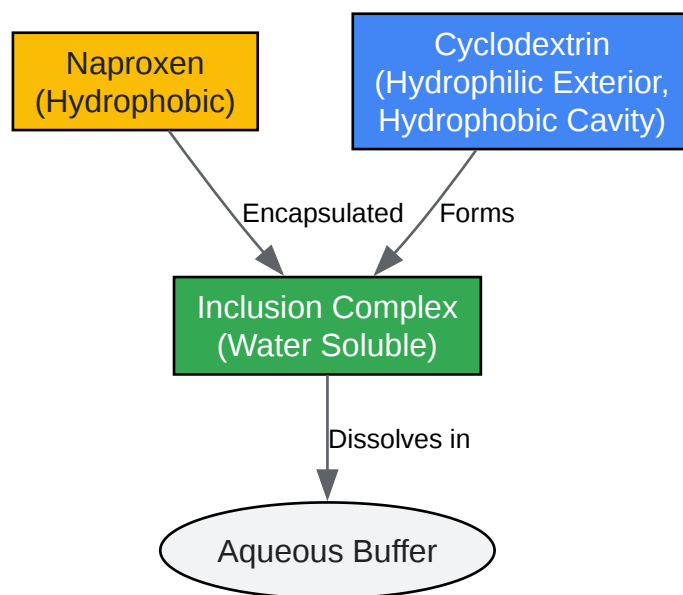 Naproxen
(Hydrophobic)
Cyclodextrin
(Hydrophilic Exterior,
Hydrophobic Cavity)
Encapsulated
Forms
Inclusion Complex
(Water Soluble)
Dissolves in
Aqueous Buffer